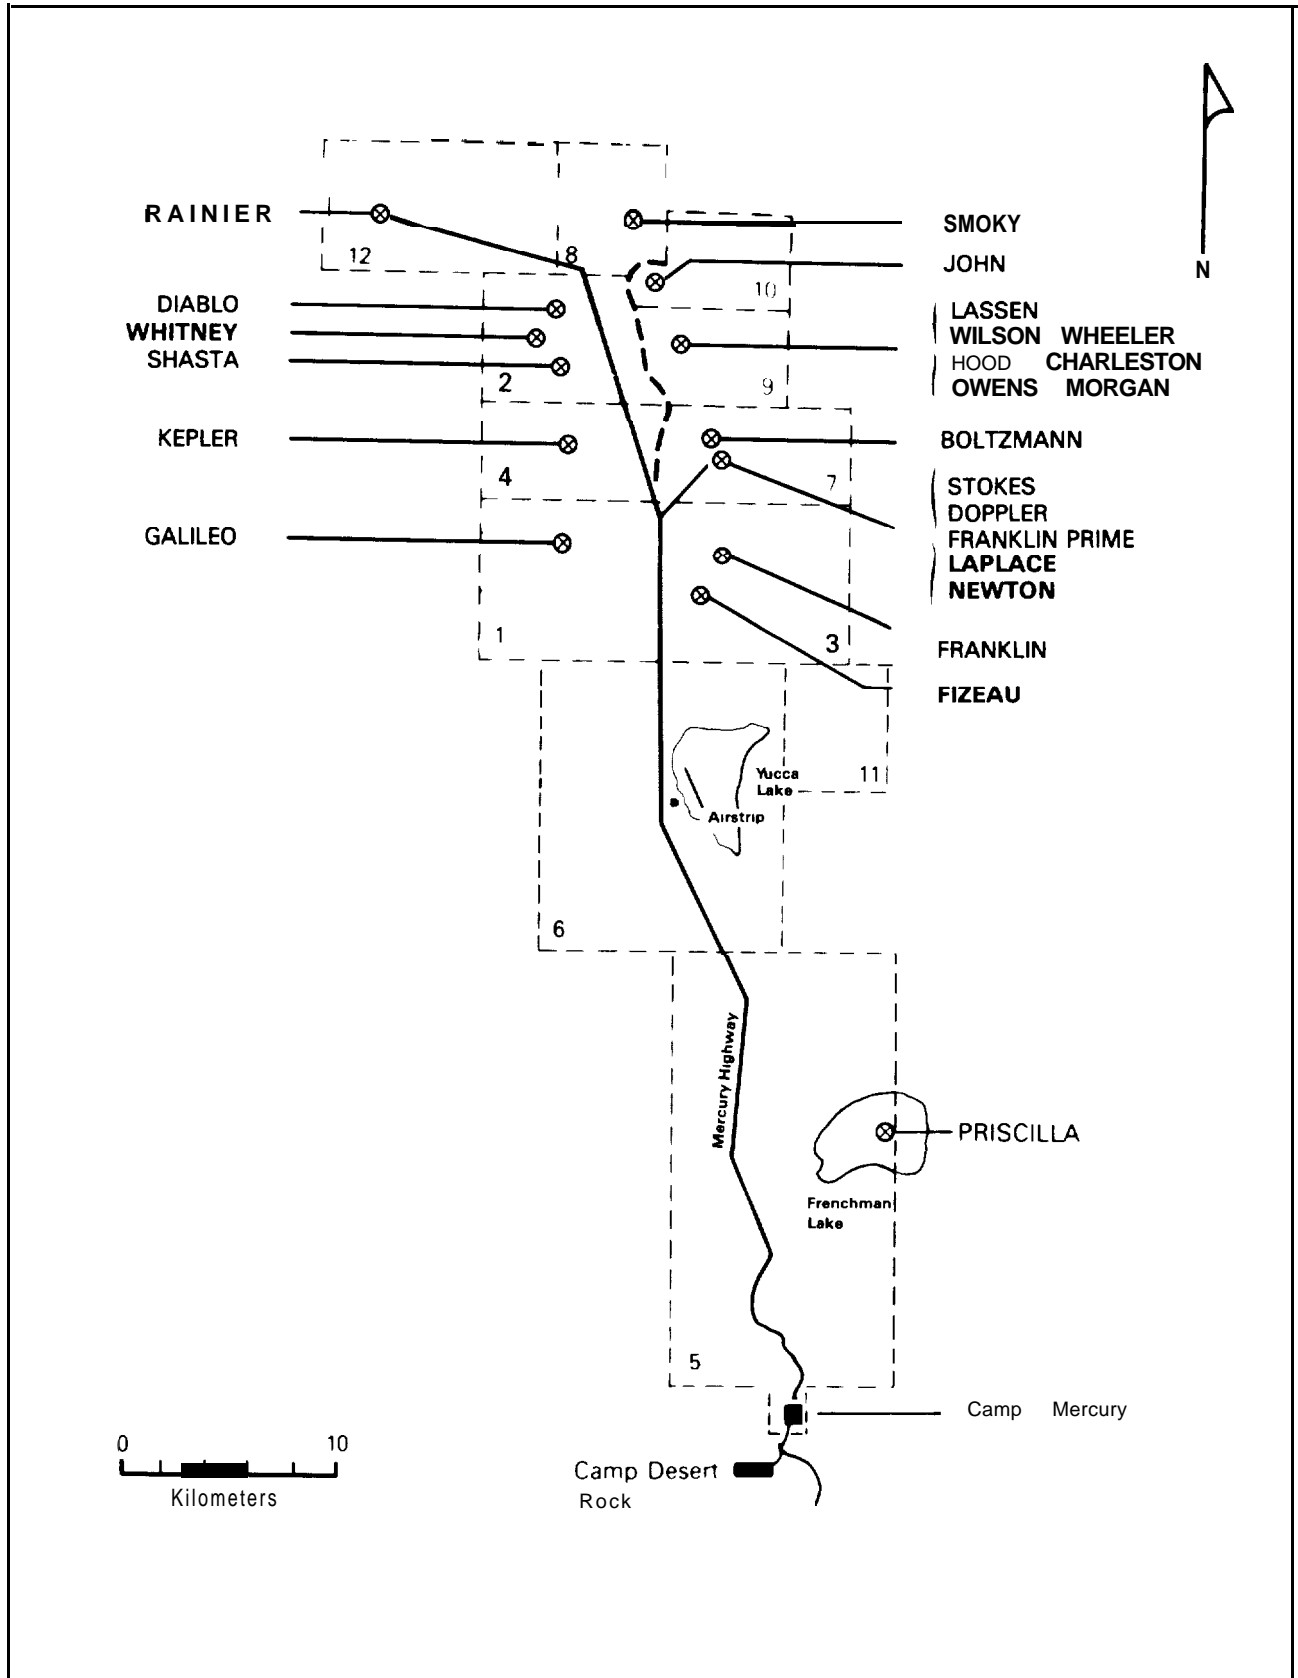 N
RAINIER
12
8
SMOKY
JOHN
10
DIABLO
WHITNEY
SHASTA
2
9
LASSEN
WILSON WHEELER
HOOD CHARLESTON
OWENS MORGAN
KEPLER
4
7
BOLTZMANN
STOKES
DOPPLER
FRANKLIN PRIME
LAPLACE
NEWTON
GALILEO
1
3
FRANKLIN
FIZEAU
Yucca
Lake
11
Airstrip
6
Mercury Highway
PRISCILLA
Frenchman
Lake
5
Camp Mercury
0 10
Kilometers
Camp Desert
Rock